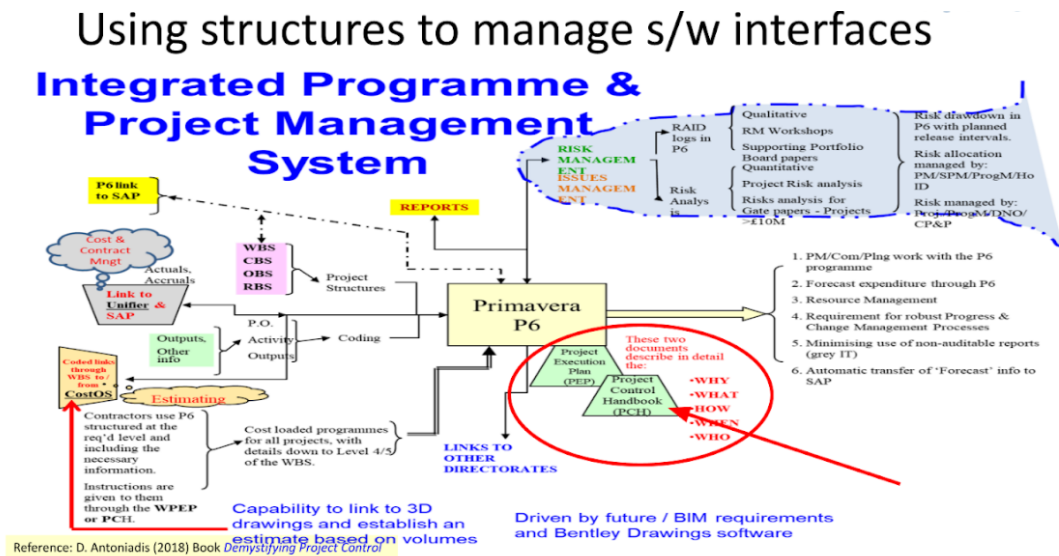 Using structures to manage s/w interfaces
Integrated Programme &
Project Management
System
P6 link
to SAP
REPORTS
RISK
MANAGEM
ENT
ISSUES
MANAGEM
ENT
RAID
logs in
P6
Risk
Analys
is
Qualitative
RM Workshops
Supporting Portfolio
Board papers
Quantitative
Project Risk analysis
Risks analysis for
Gate papers - Projects
>£10M
Risk drawdown in
P6 with planned
release intervals.
Risk allocation
managed by:
PM/SPM/ProgM/Ho
ID
Risk managed by:
Proj/ProgM/DNO/
CP&P
Cost &
Contract
Mngt
Actuals,
Accruals
Link to
Unifier &
SAP
WBS
CBS
OBS
RBS
Project
Structures
Outputs,
Other
info
P.O.
Activity
Outputs
Coding
Primavera
P6
1. PM/Com/Plng work with the P6
programme
2. Forecast expenditure through P6
3. Resource Management
4. Requirement for robust Progress &
Change Management Processes
5. Minimising use of non-auditable reports
(grey IT)
6. Automatic transfer of 'Forecast' info to
SAP
Coded links
through
WBS to /
from
CostOS
Estimating
Project
Execution
Plan
(PEP)
Project
Control
Handbook
(PCH)
These two
documents
describe in detail
the:
•WHY
•WHAT
•HOW
•WHEN
•WHO
Contractors use P6
structured at the
req'd level and
including the
necessary
information.
Instructions are
given to them
through the WPEP
or PCH.
Cost loaded programmes
for all projects, with
details down to Level 4/5
of the WBS.
LINKS TO
OTHER
DIRECTORATES
Capability to link to 3D
drawings and establish an
estimate based on volumes
Driven by future / BIM requirements
and Bentley Drawings software
Reference: D. Antoniadis (2018) Book Demystifying Project Control